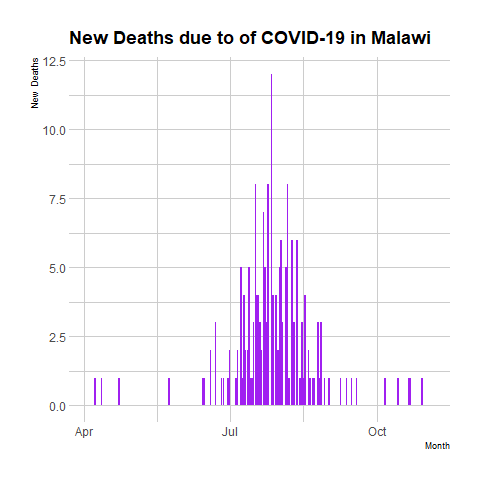 New Deaths due to of COVID-19 in Malawi
New Deaths
12.5
10.0
7.5
5.0
2.5
0.0
Apr
Jul
Oct
Month